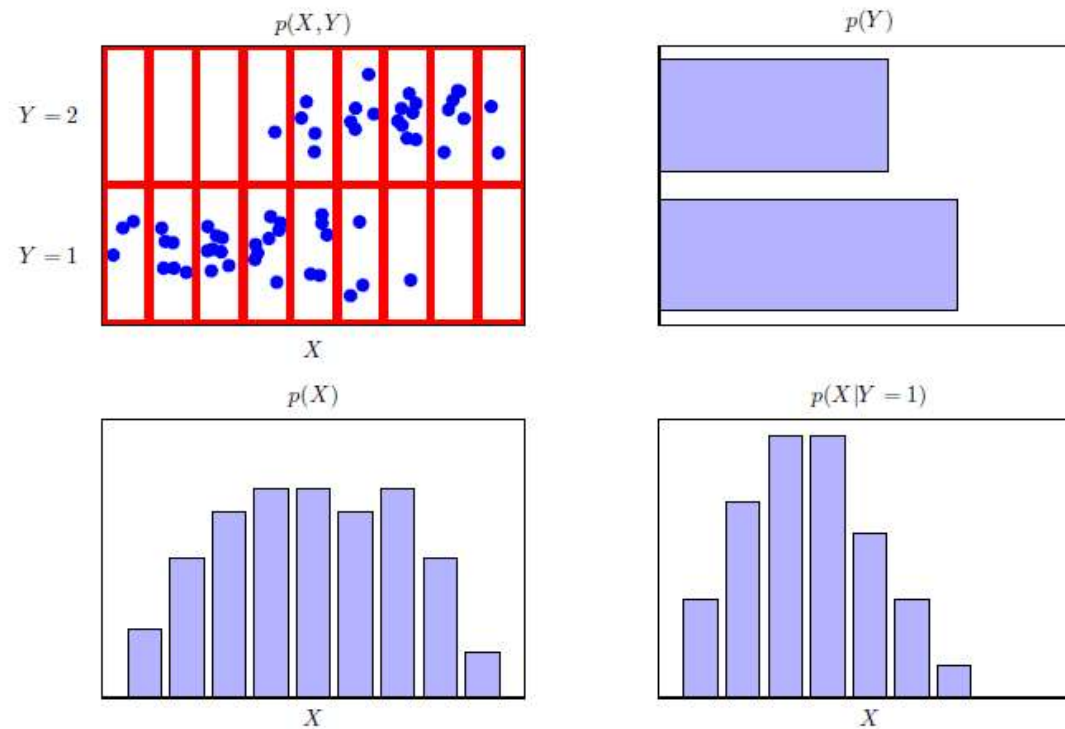 p(X, Y)
Y = 2
Y = 1
X
p(Y)
p(X)
X
p(X|Y = 1)
X